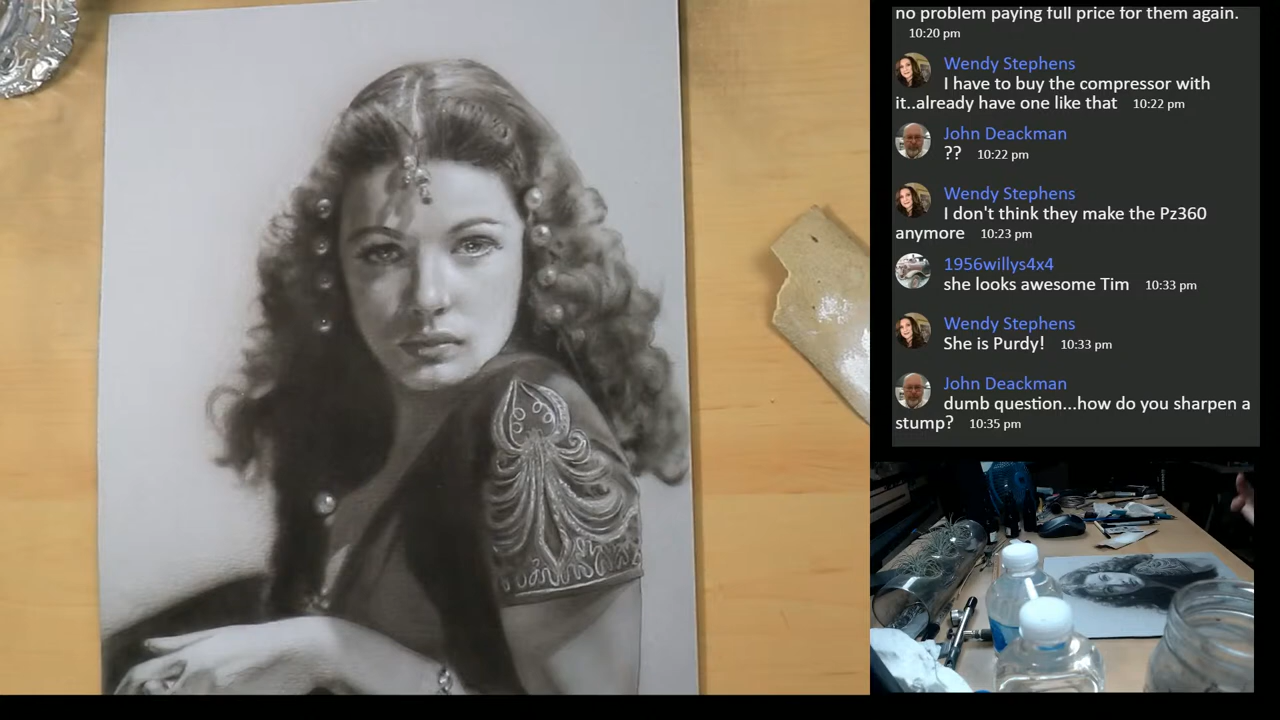 no problem paying full price for them again.
10:20 pm
Wendy Stephens
I have to buy the compressor with
it..already have one like that 10:22 pm
John Deackman
?? 10:22 pm
Wendy Stephens
I don't think they make the Pz360
anymore 10:23 pm
1956willys4x4
she looks awesome Tim 10:33 pm
Wendy Stephens
She is Purdy! 10:33 pm
John Deackman
dumb question...how do you sharpen a
stump? 10:35 pm